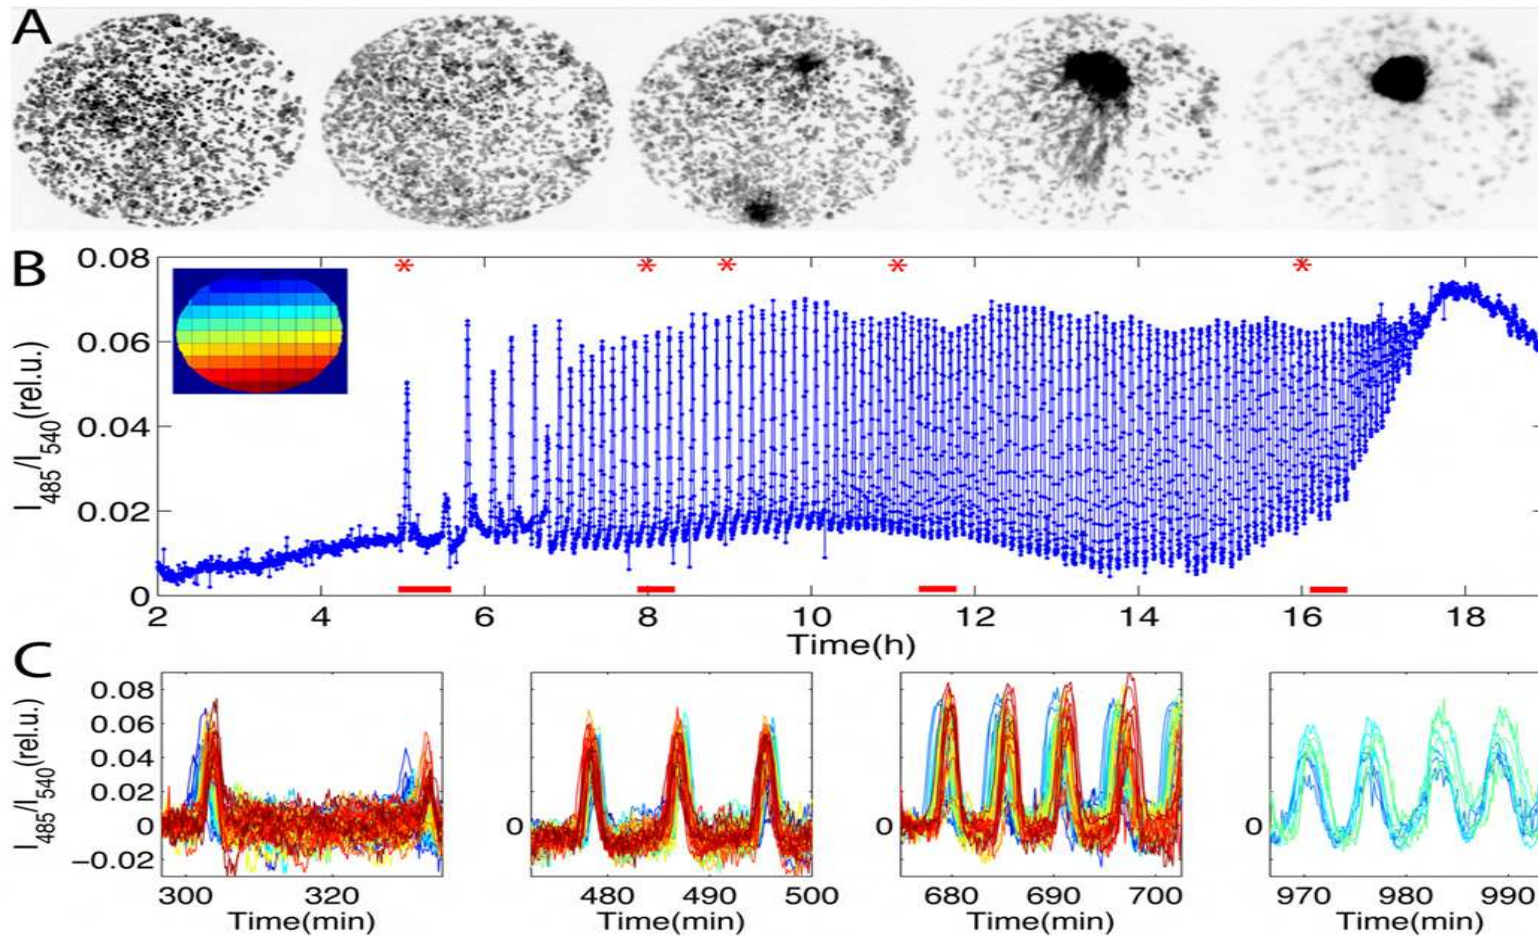 A
B
* * * * *
0.08
0.06
0.04
0.02
0
I485/I540(rel.u.)
2 4 6 8 10 12 14 16 18
Time(h)
C
0.08
0.06
0.04
0.02
0
−0.02
I485/I540(rel.u.)
0 0 0
300 320 480 490 500 680 690 700 970 980 990
Time(min) Time(min) Time(min) Time(min)